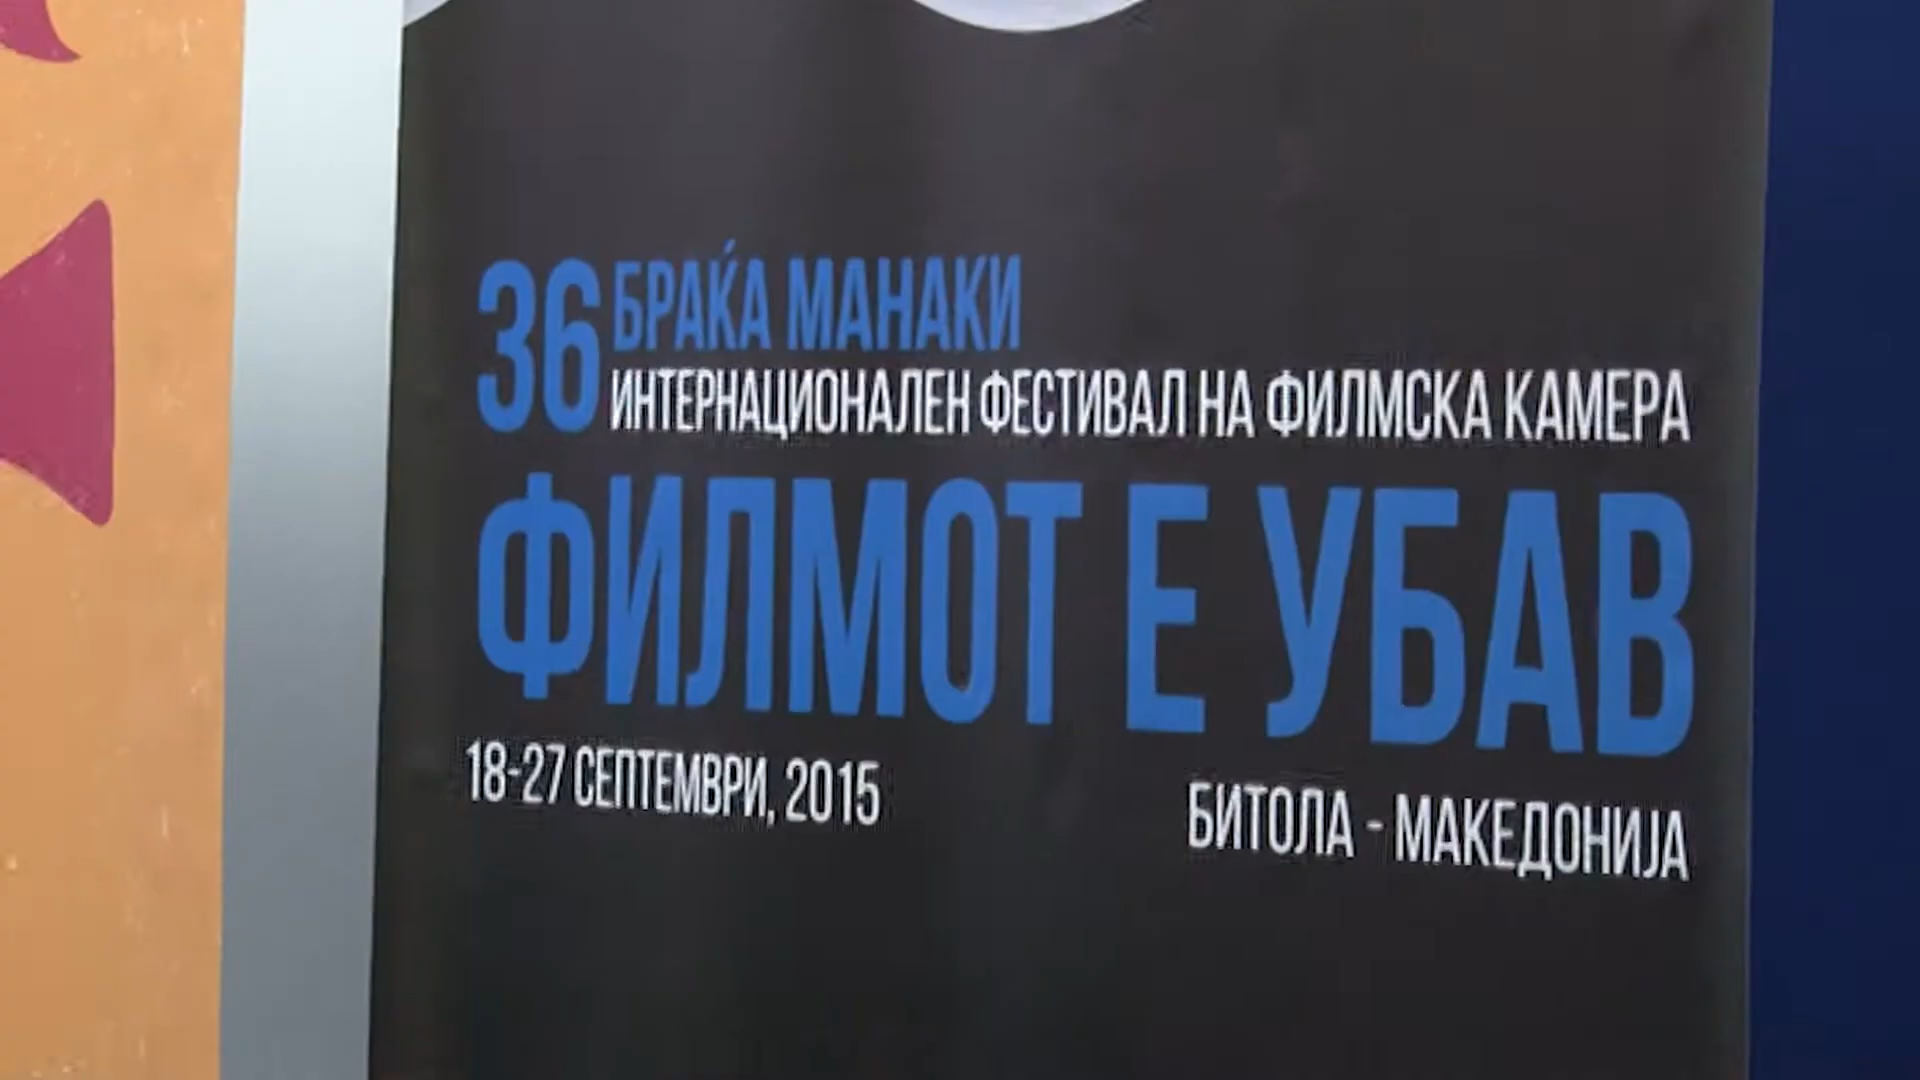 36 БРАЌА МАНАКИ
ИНТЕРНАЦИОНАЛЕН ФЕСТИВАЛ НА ФИЛМСКА КАМЕРА
ФИЛМОТ Е УБАВ
18-27 СЕПТЕМВРИ, 2015
БИТОЛА - МАКЕДОНИЈА